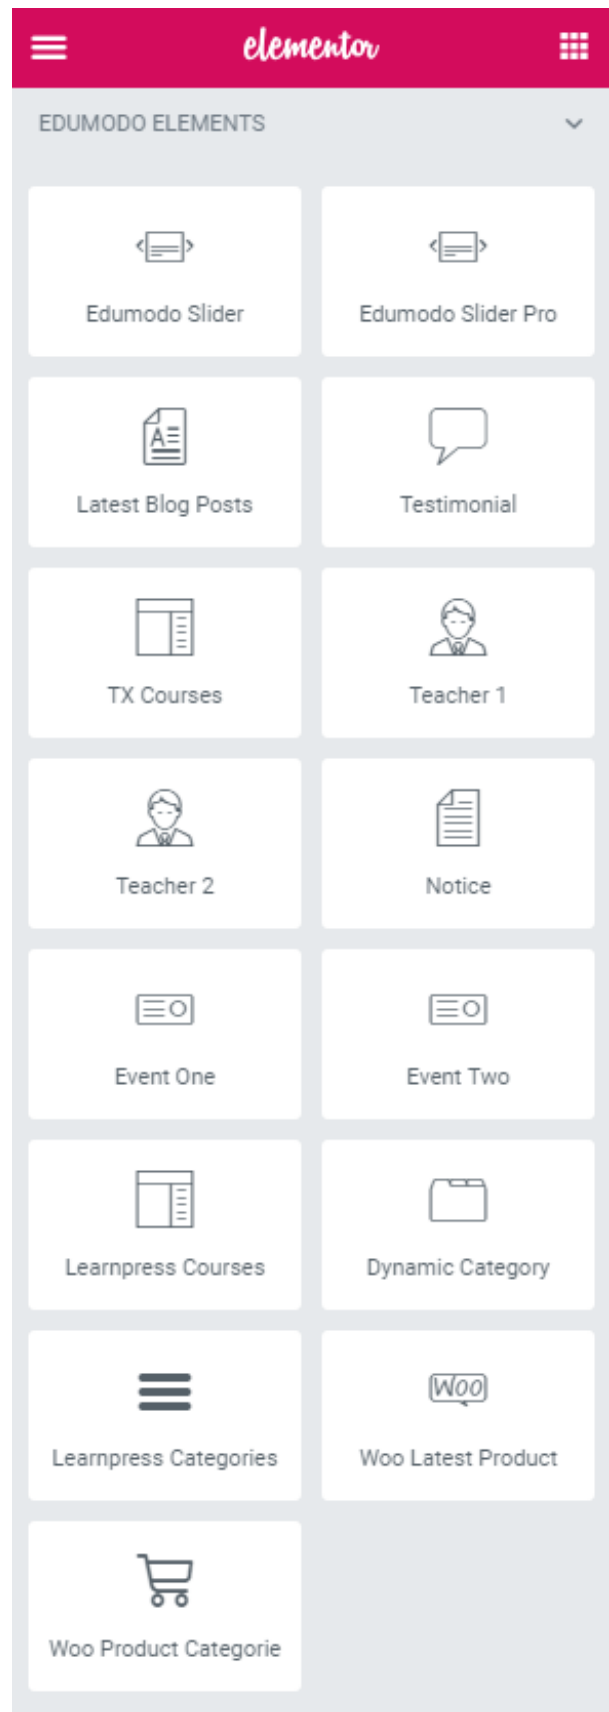 elementor
EDUMODO ELEMENTS
Edumodo Slider
Edumodo Slider Pro
Latest Blog Posts
Testimonial
TX Courses
Teacher 1
Teacher 2
Notice
Event One
Event Two
Learnpress Courses
Dynamic Category
Learnpress Categories
Woo
Woo Latest Product
Woo Product Categorie